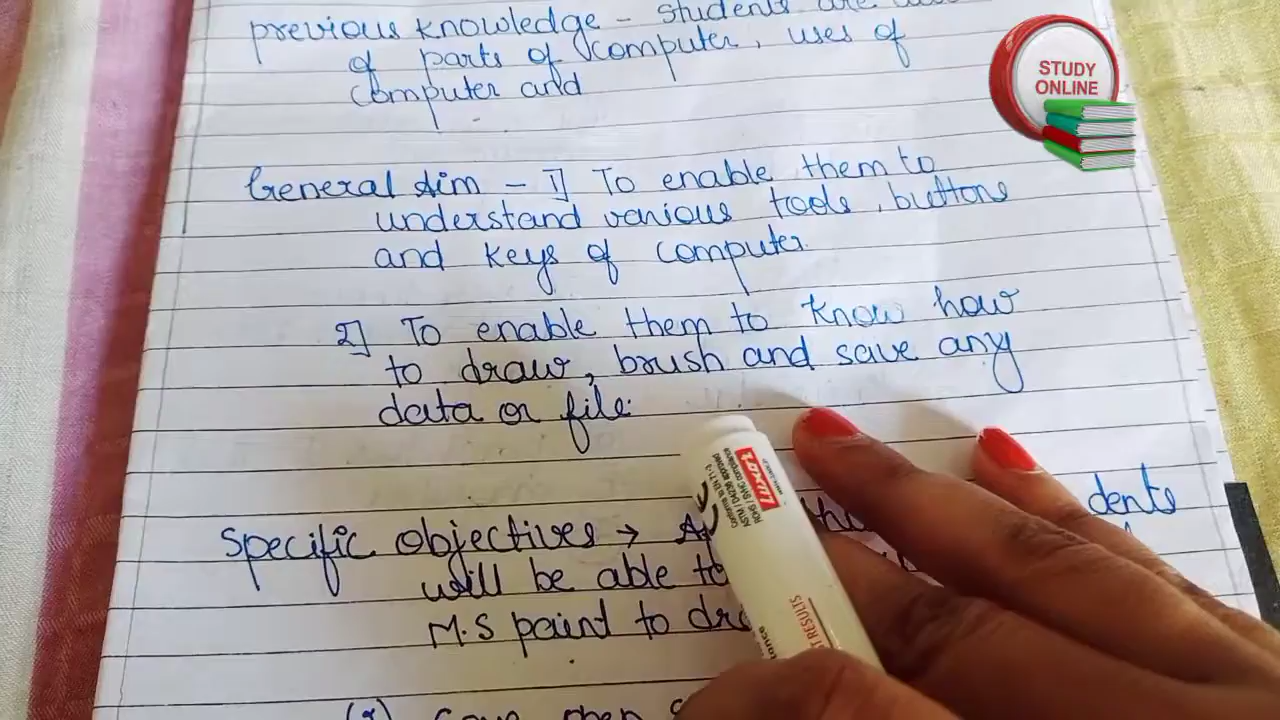 previous knowledge - students are
of parts of computer, uses of
computer and
STUDY
ONLINE
General Aim - 1] To enable them to
understand various tools, buttons
and keys of computer.
2] To enable them to know how
to draw, brush and save any
data or file.
Luxor
Specific objectives → dents
will be able to
M.S paint to